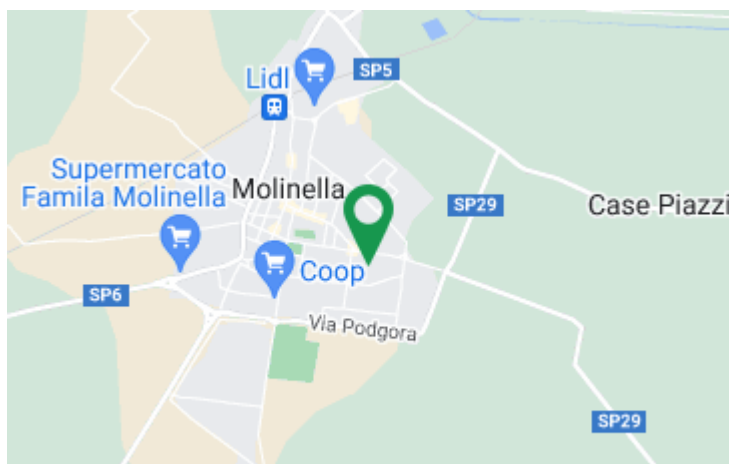 Lidl
SP5
Supermercato
Famila Molinella
Molinella
SP29
Case Piazzi
Coop
SP6
Via Podgora
SP29